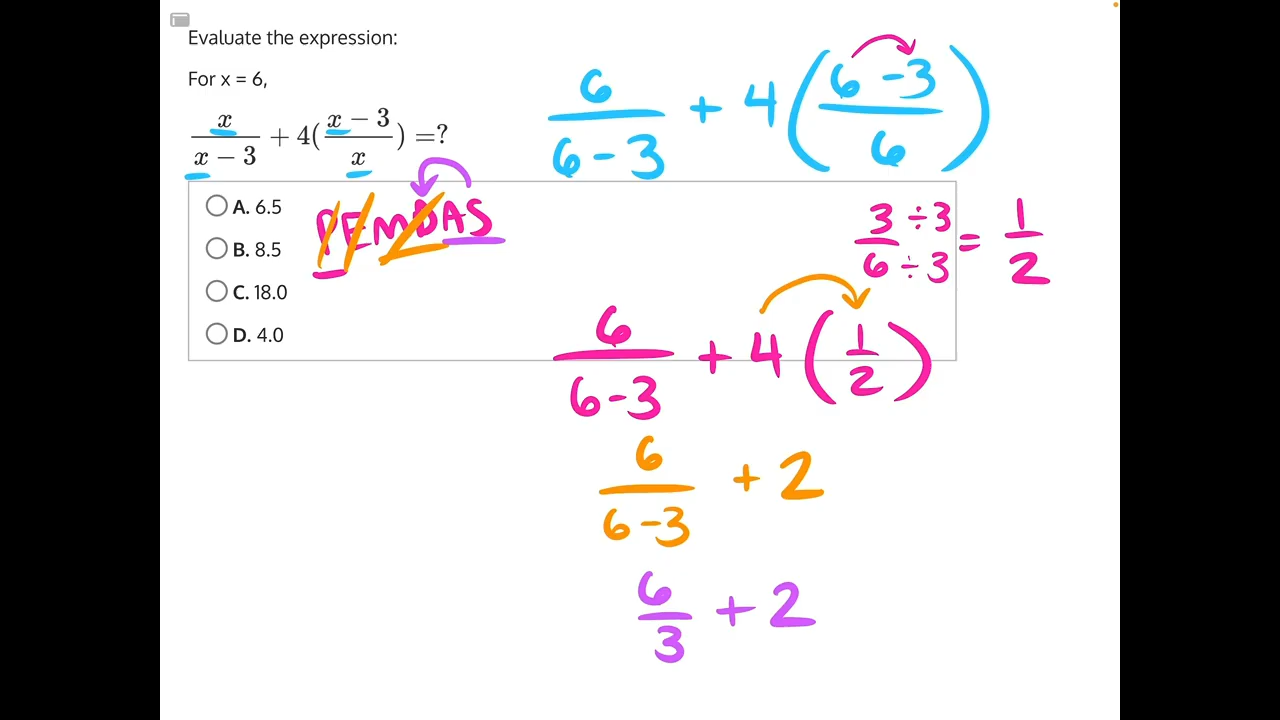 Evaluate the expression:
For x = 6,
x/(x − 3) + 4((x − 3)/x) =?
A. 6.5
B. 8.5
C. 18.0
D. 4.0
PEMDAS
6/(6 − 3) + 4((6 − 3)/6)
3 ÷ 3 / 6 ÷ 3 = 1/2
6/(6 − 3) + 4(1/2)
6/(6 − 3) + 2
6/3 + 2